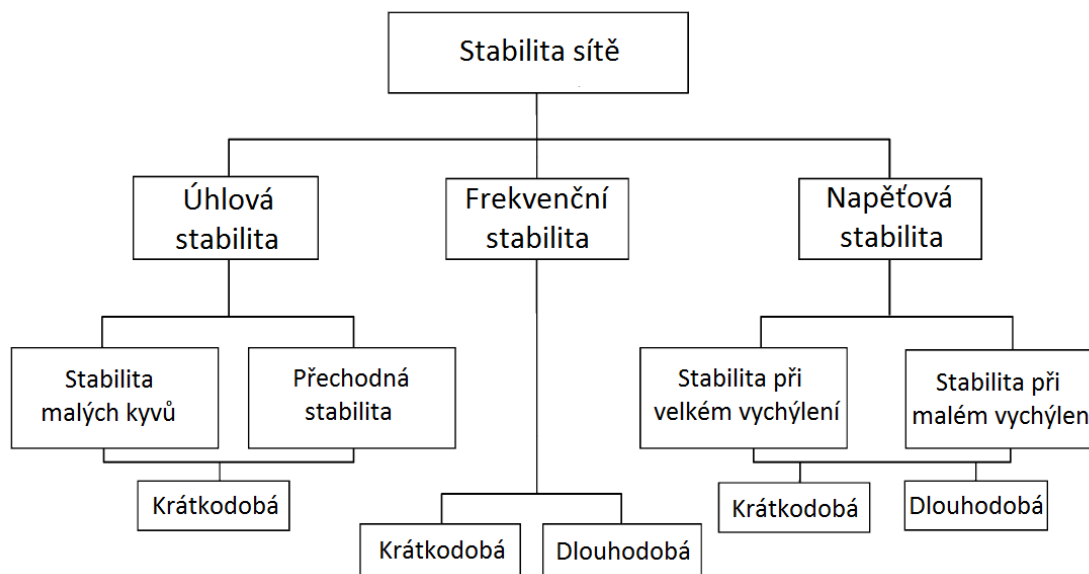 Stabilita sítě
Úhlová
stabilita
Frekvenční
stabilita
Napěťová
stabilita
Stabilita
malých kyvů
Přechodná
stabilita
Stabilita při
velkém vychýlení
Stabilita při
malém vychýlen
Krátkodobá
Krátkodobá
Dlouhodobá
Krátkodobá
Dlouhodobá